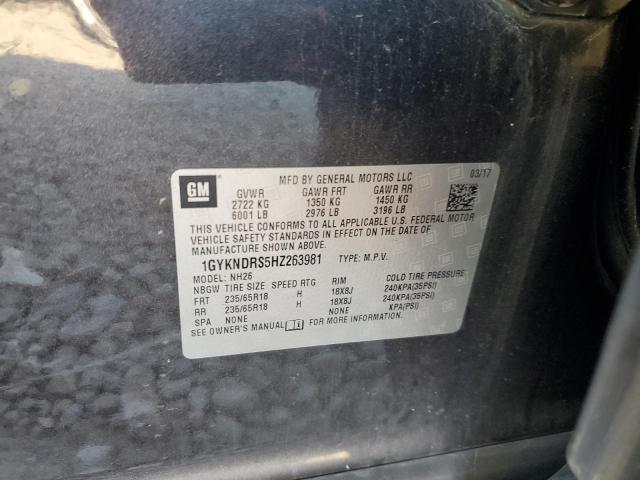 GM
MFD BY GENERAL MOTORS LLC 03/17
GVWR GAWR FRT GAWR RR
2722 KG 1350 KG 1450 KG
6001 LB 2976 LB 3196 LB
THIS VEHICLE CONFORMS TO ALL APPLICABLE U.S. FEDERAL MOTOR
VEHICLE SAFETY STANDARDS IN EFFECT ON THE DATE OF
MANUFACTURE SHOWN ABOVE.
1GYKNDRS5HZ263981 TYPE: M.P.V.
MODEL: NH26
NBGW TIRE SIZE SPEED RTG RIM COLD TIRE PRESSURE
FRT 235/65R18 H 18X8J 240KPA(35PSI)
RR 235/65R18 H 18X8J 240KPA(35PSI)
SPA NONE NONE KPA(PSI)
SEE OWNER'S MANUAL i FOR MORE INFORMATION.